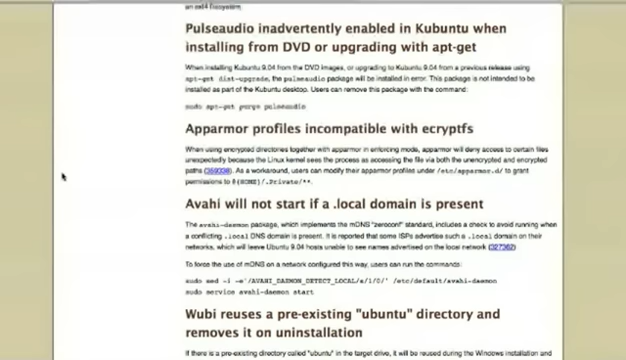 an ext4 Ecosystem.
Pulseaudio inadvertently enabled in Kubuntu when
installing from DVD or upgrading with apt-get
When installing Kubuntu 9.04 from the DVD images, or upgrading to Kubuntu 9.04 from a previous release using
apt-get dist-upgrade, the pulseaudio package will be installed in error. This package is not intended to be
installed as part of the Kubuntu desktop. Users can remove this package with the command:
sudo apt-get purge pulseaudio
Apparmor profiles incompatible with ecryptfs
When using encrypted directories together with apparmor in enforcing mode, apparmor will deny access to certain files
unexpectedly because the Linux kernel sees the process as accessing the file via both the unencrypted and encrypted
paths (359338). As a workaround, users can modify their apparmor profiles under /etc/apparmor.d/ to grant
permissions to @{HOME}/.Private/**.
Avahi will not start if a .local domain is present
The avahi-daemon package, which implements the mDNS "zeroconf" standard, includes a check to avoid running when
a conflicting .local DNS domain is present. It is reported that some ISPs advertise such a .local domain on their
networks, which will leave Ubuntu 9.04 hosts unable to see names advertised on the local network (327362)
To force the use of mDNS on a network configured this way, users can run the commands:
sudo sed -i -e'/AVAHI_DAEMON_DETECT_LOCAL/s/1/0/' /etc/default/avahi-daemon
sudo service avahi-daemon start
Wubi reuses a pre-existing "ubuntu" directory and
removes it on uninstallation
If there is a pre-existing directory called "ubuntu" in the target drive, it will be reused during the Windows installation and